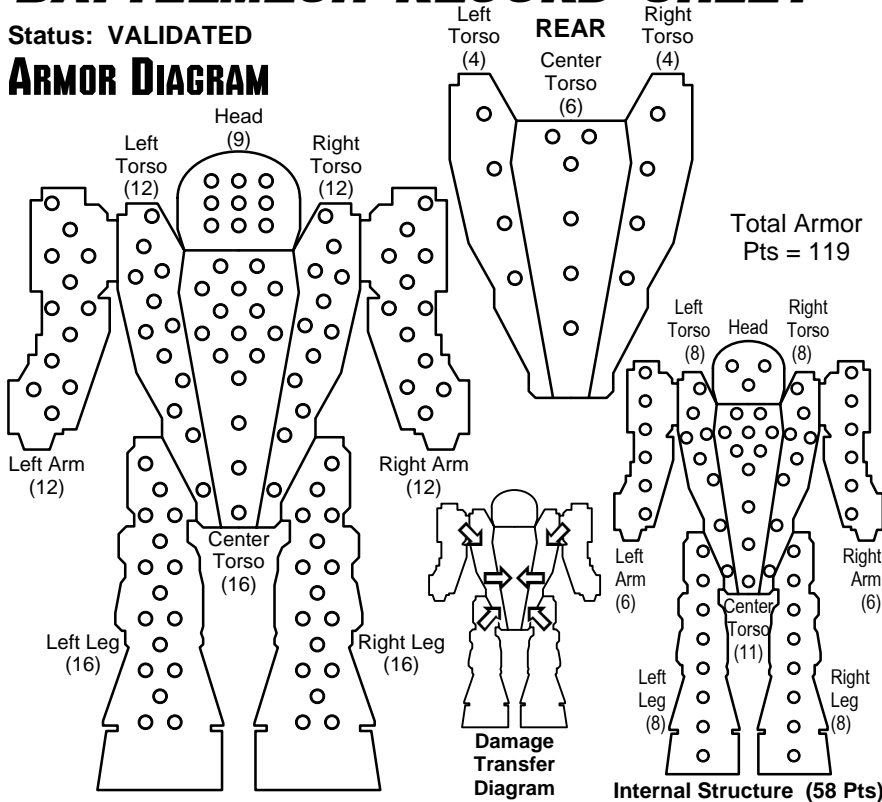 BATTLEMECH RECORD SHEET
Status: VALIDATED
ARMOR DIAGRAM
Head
(9)
Left
Torso
(12)
Right
Torso
(12)
Left Arm
(12)
Right Arm
(12)
Center
Torso
(16)
Left Leg
(16)
Right Leg
(16)
REAR
Left
Torso
(4)
Center
Torso
(6)
Right
Torso
(4)
Total Armor
Pts = 119
Left
Torso
(8)
Head
Right
Torso
(8)
Left
Arm
(6)
Right
Arm
(6)
Center
Torso
(11)
Left
Leg
(8)
Right
Leg
(8)
Damage
Transfer
Diagram
Internal Structure (58 Pts)